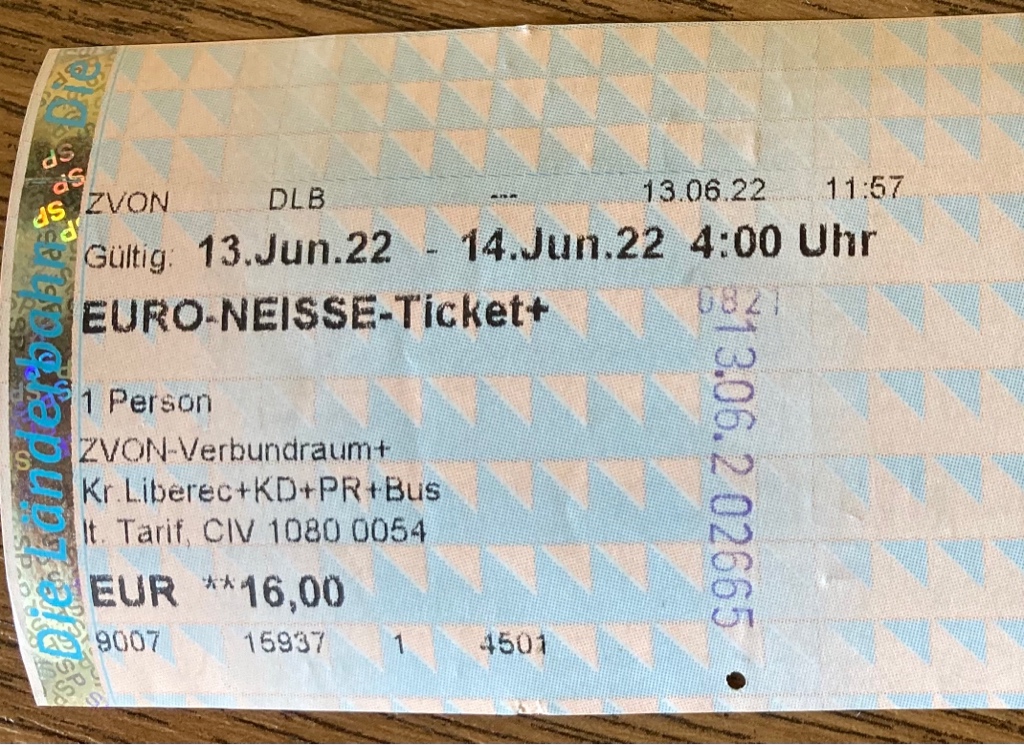 Die Länderbahn Die
ZVON DLB --- 13.06.22 11:57
Gültig: 13.Jun.22 - 14.Jun.22 4:00 Uhr
EURO-NEISSE-Ticket+
1 Person
ZVON-Verbundraum+
Kr.Liberec+KD+PR+Bus
lt. Tarif, CIV 1080 0054
EUR **16,00
9007 15937 1 4501
0821
13.06.2 02665